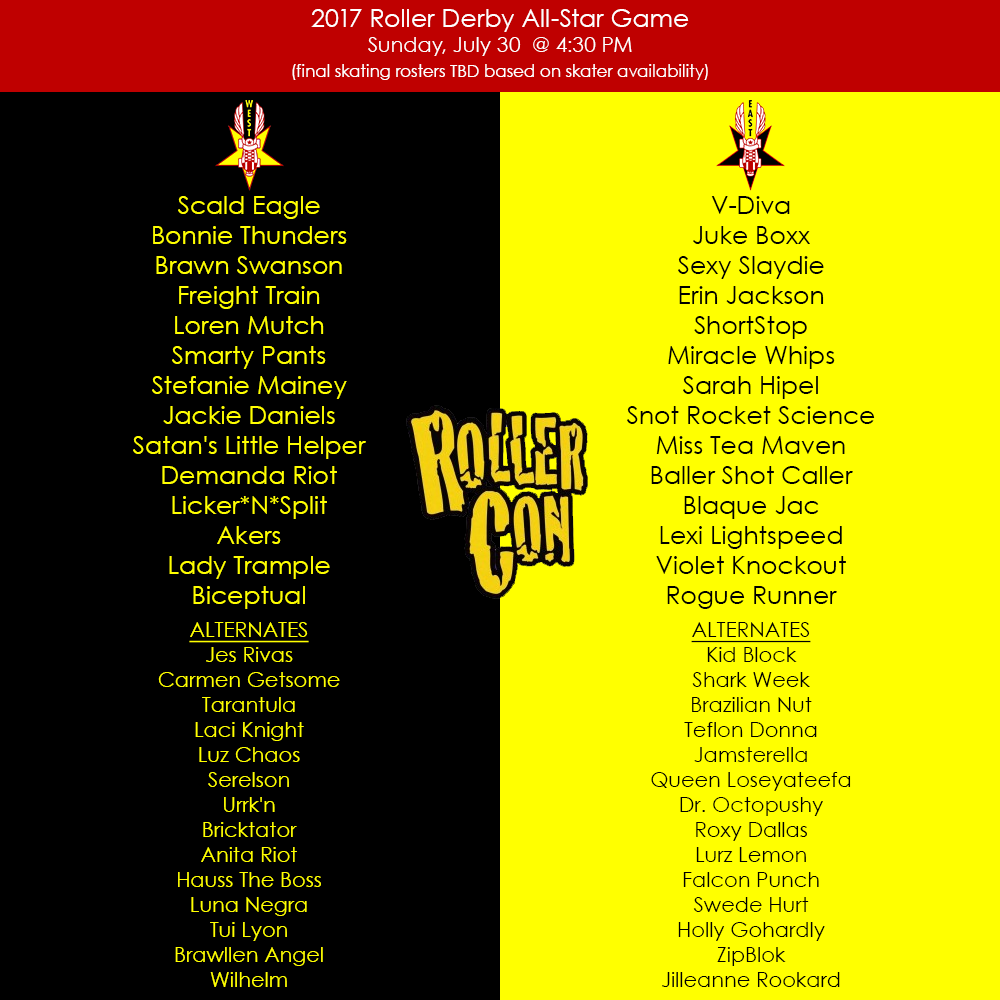 2017 Roller Derby All-Star Game
Sunday, July 30 @ 4:30 PM
(final skating rosters TBD based on skater availability)
WEST
Scald Eagle
Bonnie Thunders
Brawn Swanson
Freight Train
Loren Mutch
Smarty Pants
Stefanie Mainey
Jackie Daniels
Satan's Little Helper
Demanda Riot
Licker*N*Split
Akers
Lady Trample
Biceptual
ALTERNATES
Jes Rivas
Carmen Getsome
Tarantula
Laci Knight
Luz Chaos
Serelson
Urrk'n
Bricktator
Anita Riot
Hauss The Boss
Luna Negra
Tui Lyon
Brawllen Angel
Wilhelm
ROLLER
CON
EAST
V-Diva
Juke Boxx
Sexy Slaydie
Erin Jackson
ShortStop
Miracle Whips
Sarah Hipel
Snot Rocket Science
Miss Tea Maven
Baller Shot Caller
Blaque Jac
Lexi Lightspeed
Violet Knockout
Rogue Runner
ALTERNATES
Kid Block
Shark Week
Brazilian Nut
Teflon Donna
Jamsterella
Queen Loseyateefa
Dr. Octopushy
Roxy Dallas
Lurz Lemon
Falcon Punch
Swede Hurt
Holly Gohardly
ZipBlok
Jilleanne Rookard